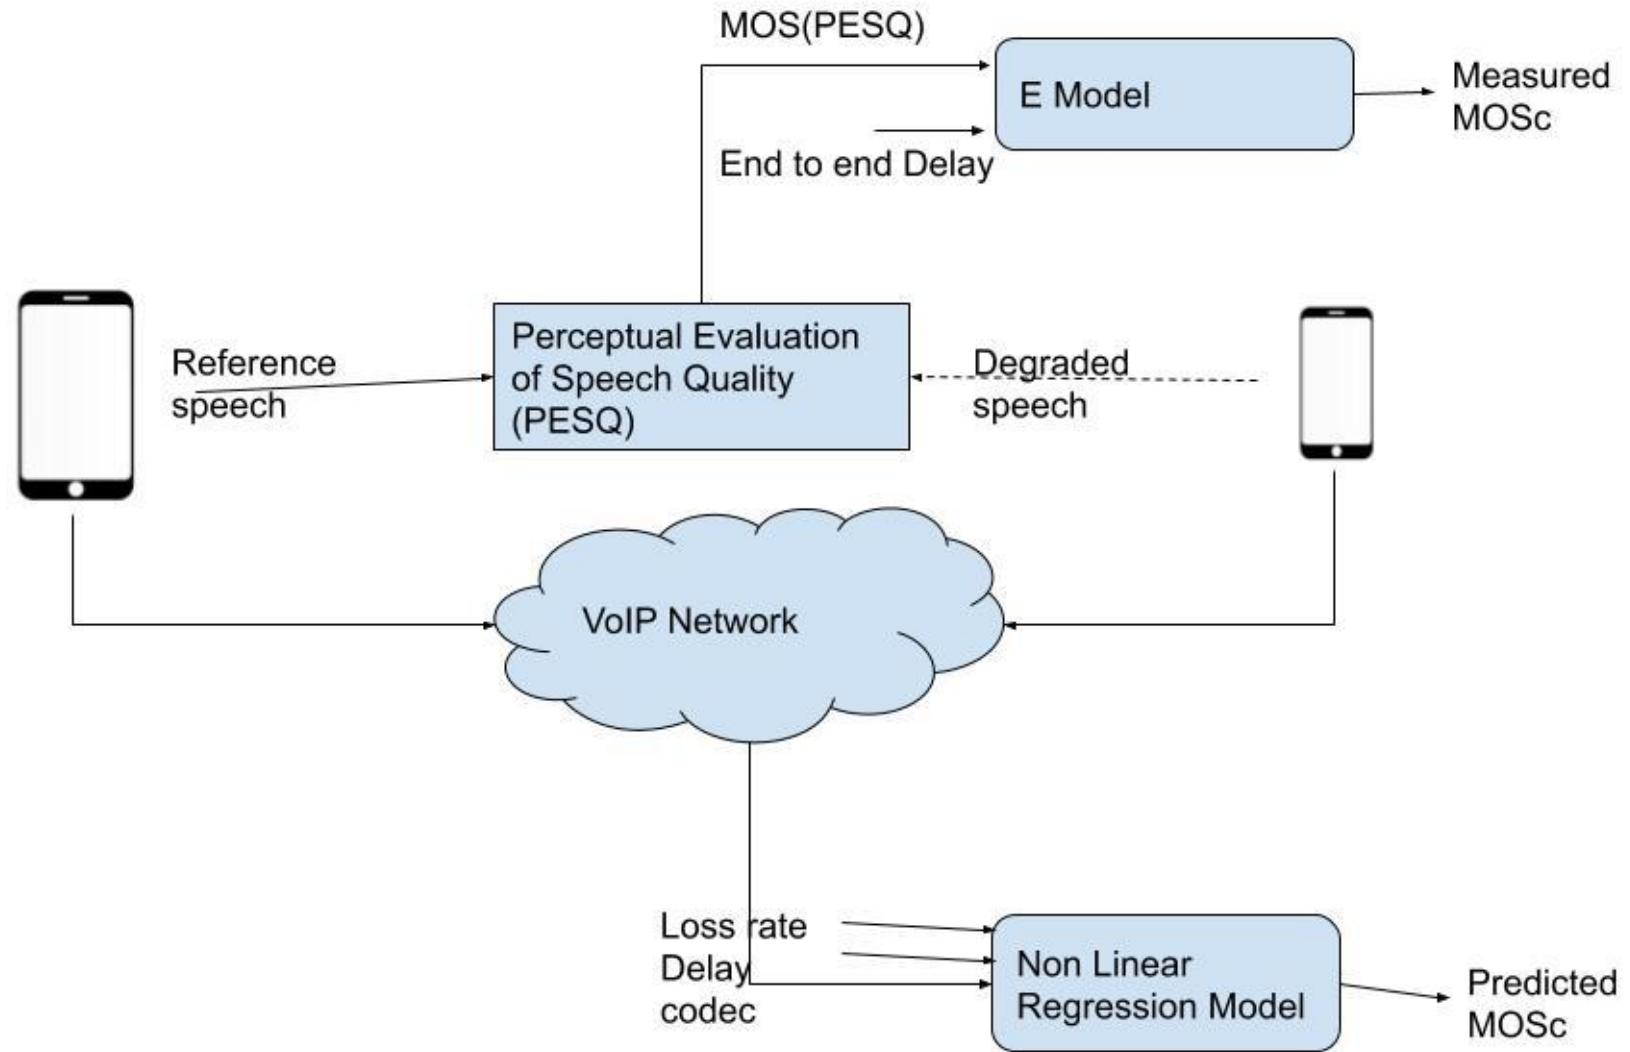 MOS(PESQ)
E Model
Measured
MOSc
End to end Delay
Reference
speech
Perceptual Evaluation
of Speech Quality
(PESQ)
Degraded
speech
VoIP Network
Loss rate
Delay
codec
Non Linear
Regression Model
Predicted
MOSc